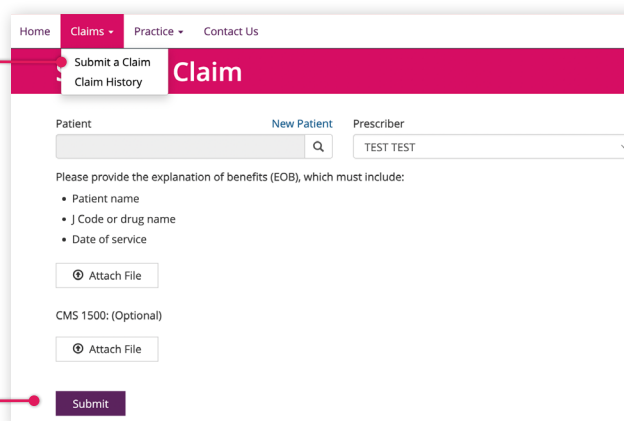 Home Claims Practice Contact Us
Submit a Claim
Claim History
Claim
Patient New Patient Prescriber
TEST TEST
Please provide the explanation of benefits (EOB), which must include:
• Patient name
• J Code or drug name
• Date of service
Attach File
CMS 1500: (Optional)
Attach File
Submit